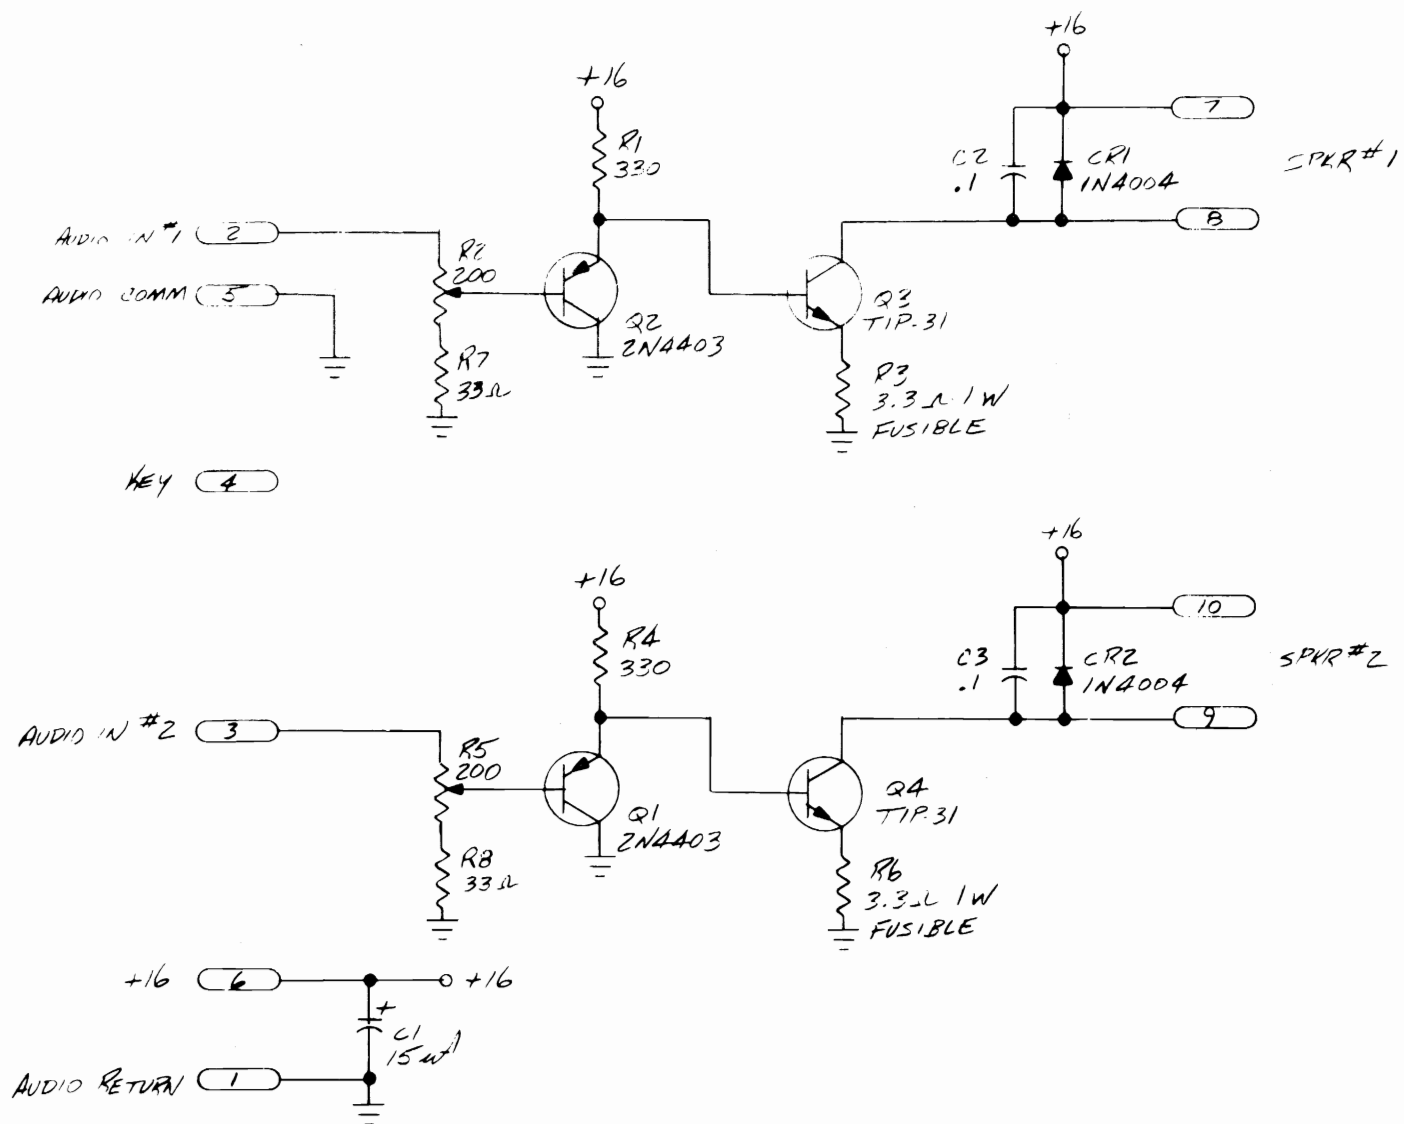 +16
7
C2
.1
CR1
1N4004
SPKR #1
8
+16
R1
330
AUDIO IN #1 2
R2
200
AUDIO COMM 5
Q2
2N4403
Q3
TIP-31
R7
33Ω
R3
3.3Ω 1W
FUSIBLE
KEY 4
+16
10
C3
.1
CR2
1N4004
SPKR #2
9
+16
R4
330
AUDIO IN #2 3
R5
200
Q1
2N4403
Q4
TIP-31
R8
33Ω
R6
3.3Ω 1W
FUSIBLE
+16 6 +16
+
C1
AUDIO RETURN 1